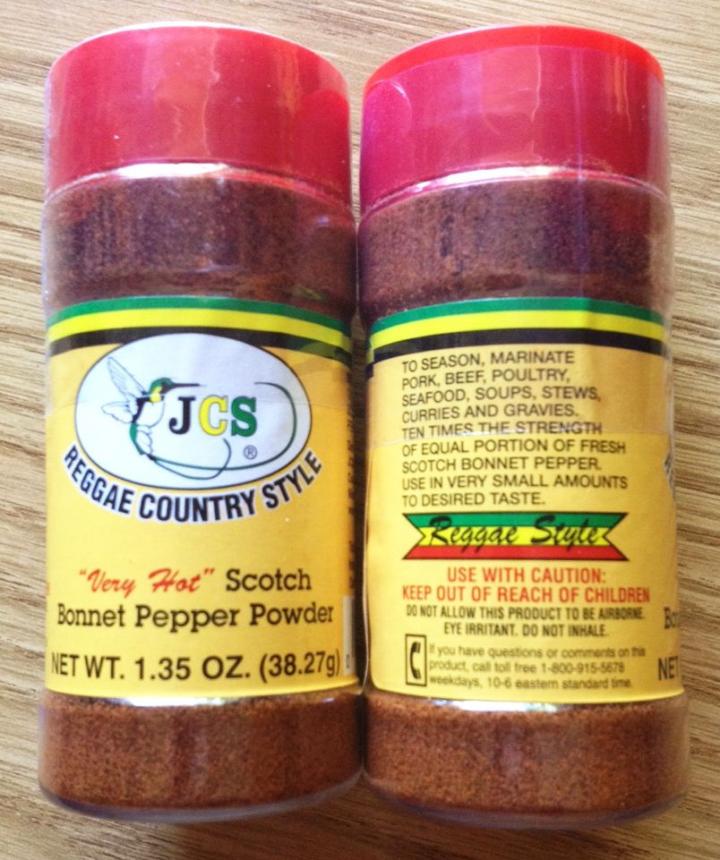 JCS
®
REGGAE COUNTRY STYLE
"Very Hot" Scotch
Bonnet Pepper Powder
NET WT. 1.35 OZ. (38.27g)
TO SEASON, MARINATE
PORK, BEEF, POULTRY,
SEAFOOD, SOUPS, STEWS,
CURRIES AND GRAVIES.
TEN TIMES THE STRENGTH
OF EQUAL PORTION OF FRESH
SCOTCH BONNET PEPPER.
USE IN VERY SMALL AMOUNTS
TO DESIRED TASTE.
Reggae Style
USE WITH CAUTION:
KEEP OUT OF REACH OF CHILDREN
DO NOT ALLOW THIS PRODUCT TO BE AIRBORNE.
EYE IRRITANT. DO NOT INHALE.
If you have questions or comments on this
product, call toll free 1-800-915-5678
weekdays, 10-6 eastern standard time.
NET